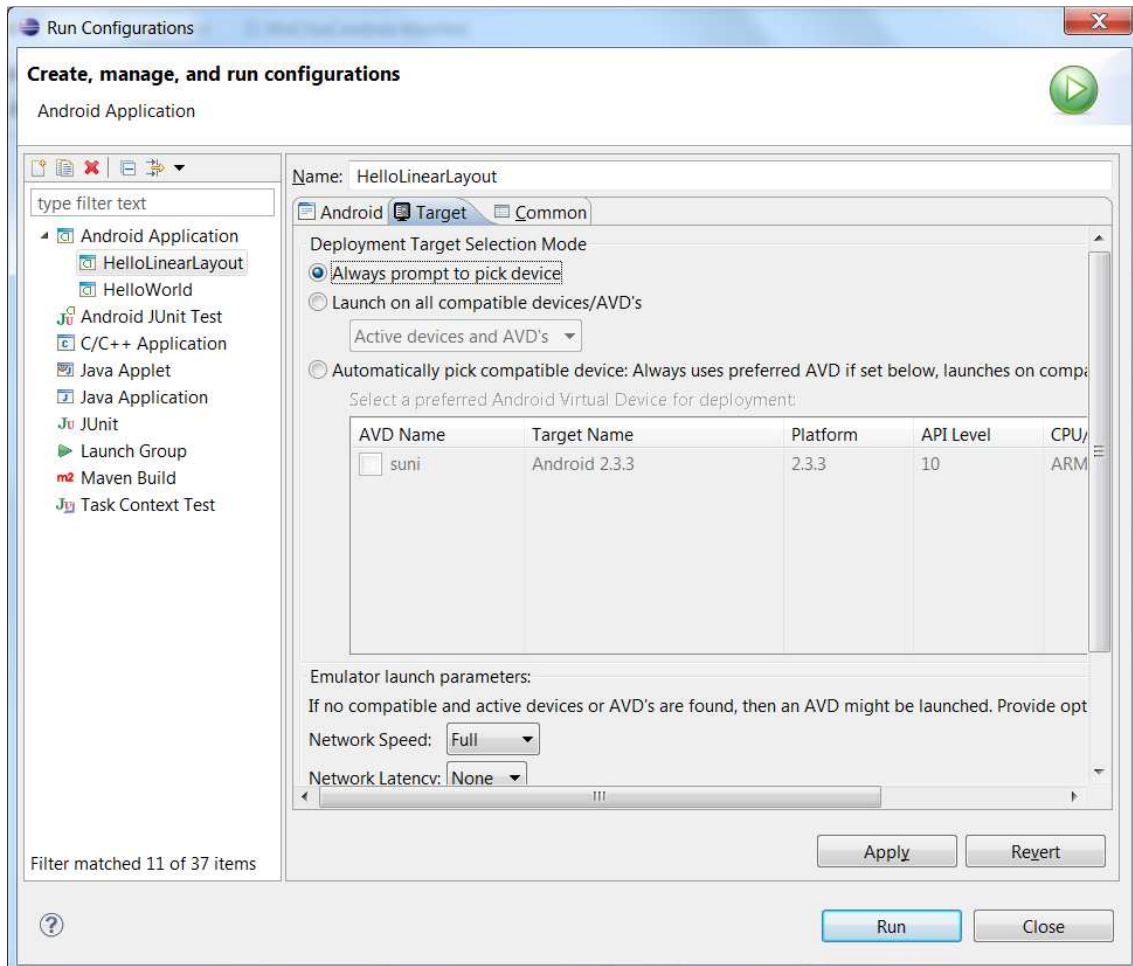 Run Configurations
Create, manage, and run configurations
Android Application
type filter text
Android Application
HelloLinearLayout
HelloWorld
Android JUnit Test
C/C++ Application
Java Applet
Java Application
JUnit
Launch Group
m2 Maven Build
Task Context Test
Filter matched 11 of 37 items
Name: HelloLinearLayout
Android Target Common
Deployment Target Selection Mode
Always prompt to pick device
Launch on all compatible devices/AVD's
Active devices and AVD's
Automatically pick compatible device: Always uses preferred AVD if set below, launches on compa
Select a preferred Android Virtual Device for deployment:
AVD Name Target Name Platform API Level CPU/
suni Android 2.3.3 2.3.3 10 ARM
Emulator launch parameters:
If no compatible and active devices or AVD's are found, then an AVD might be launched. Provide opt
Network Speed: Full
Network Latency: None
Apply Revert
Run Close